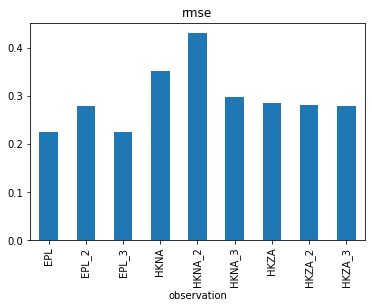 rmse
0.4
0.3
0.2
0.1
0.0
EPL
EPL_2
EPL_3
HKNA
HKNA_2
HKNA_3
HKZA
HKZA_2
HKZA_3
observation